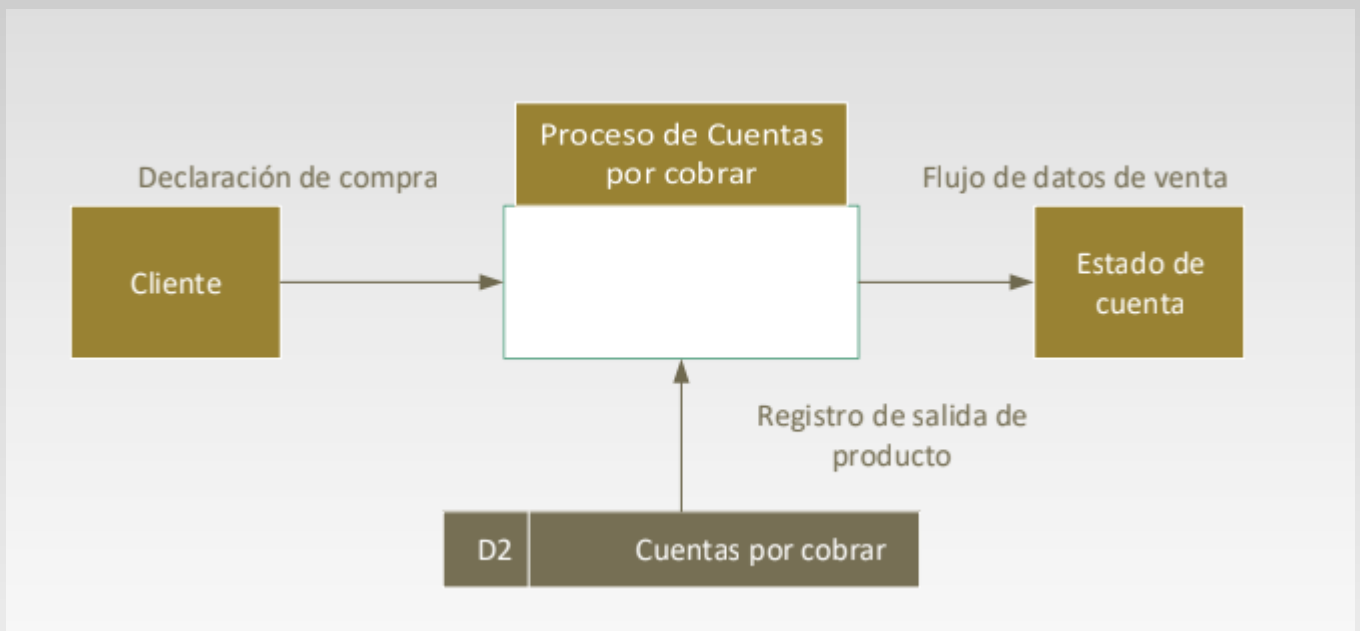 Proceso de Cuentas
por cobrar
Declaración de compra
Flujo de datos de venta
Cliente
Estado de
cuenta
Registro de salida de
producto
D2
Cuentas por cobrar